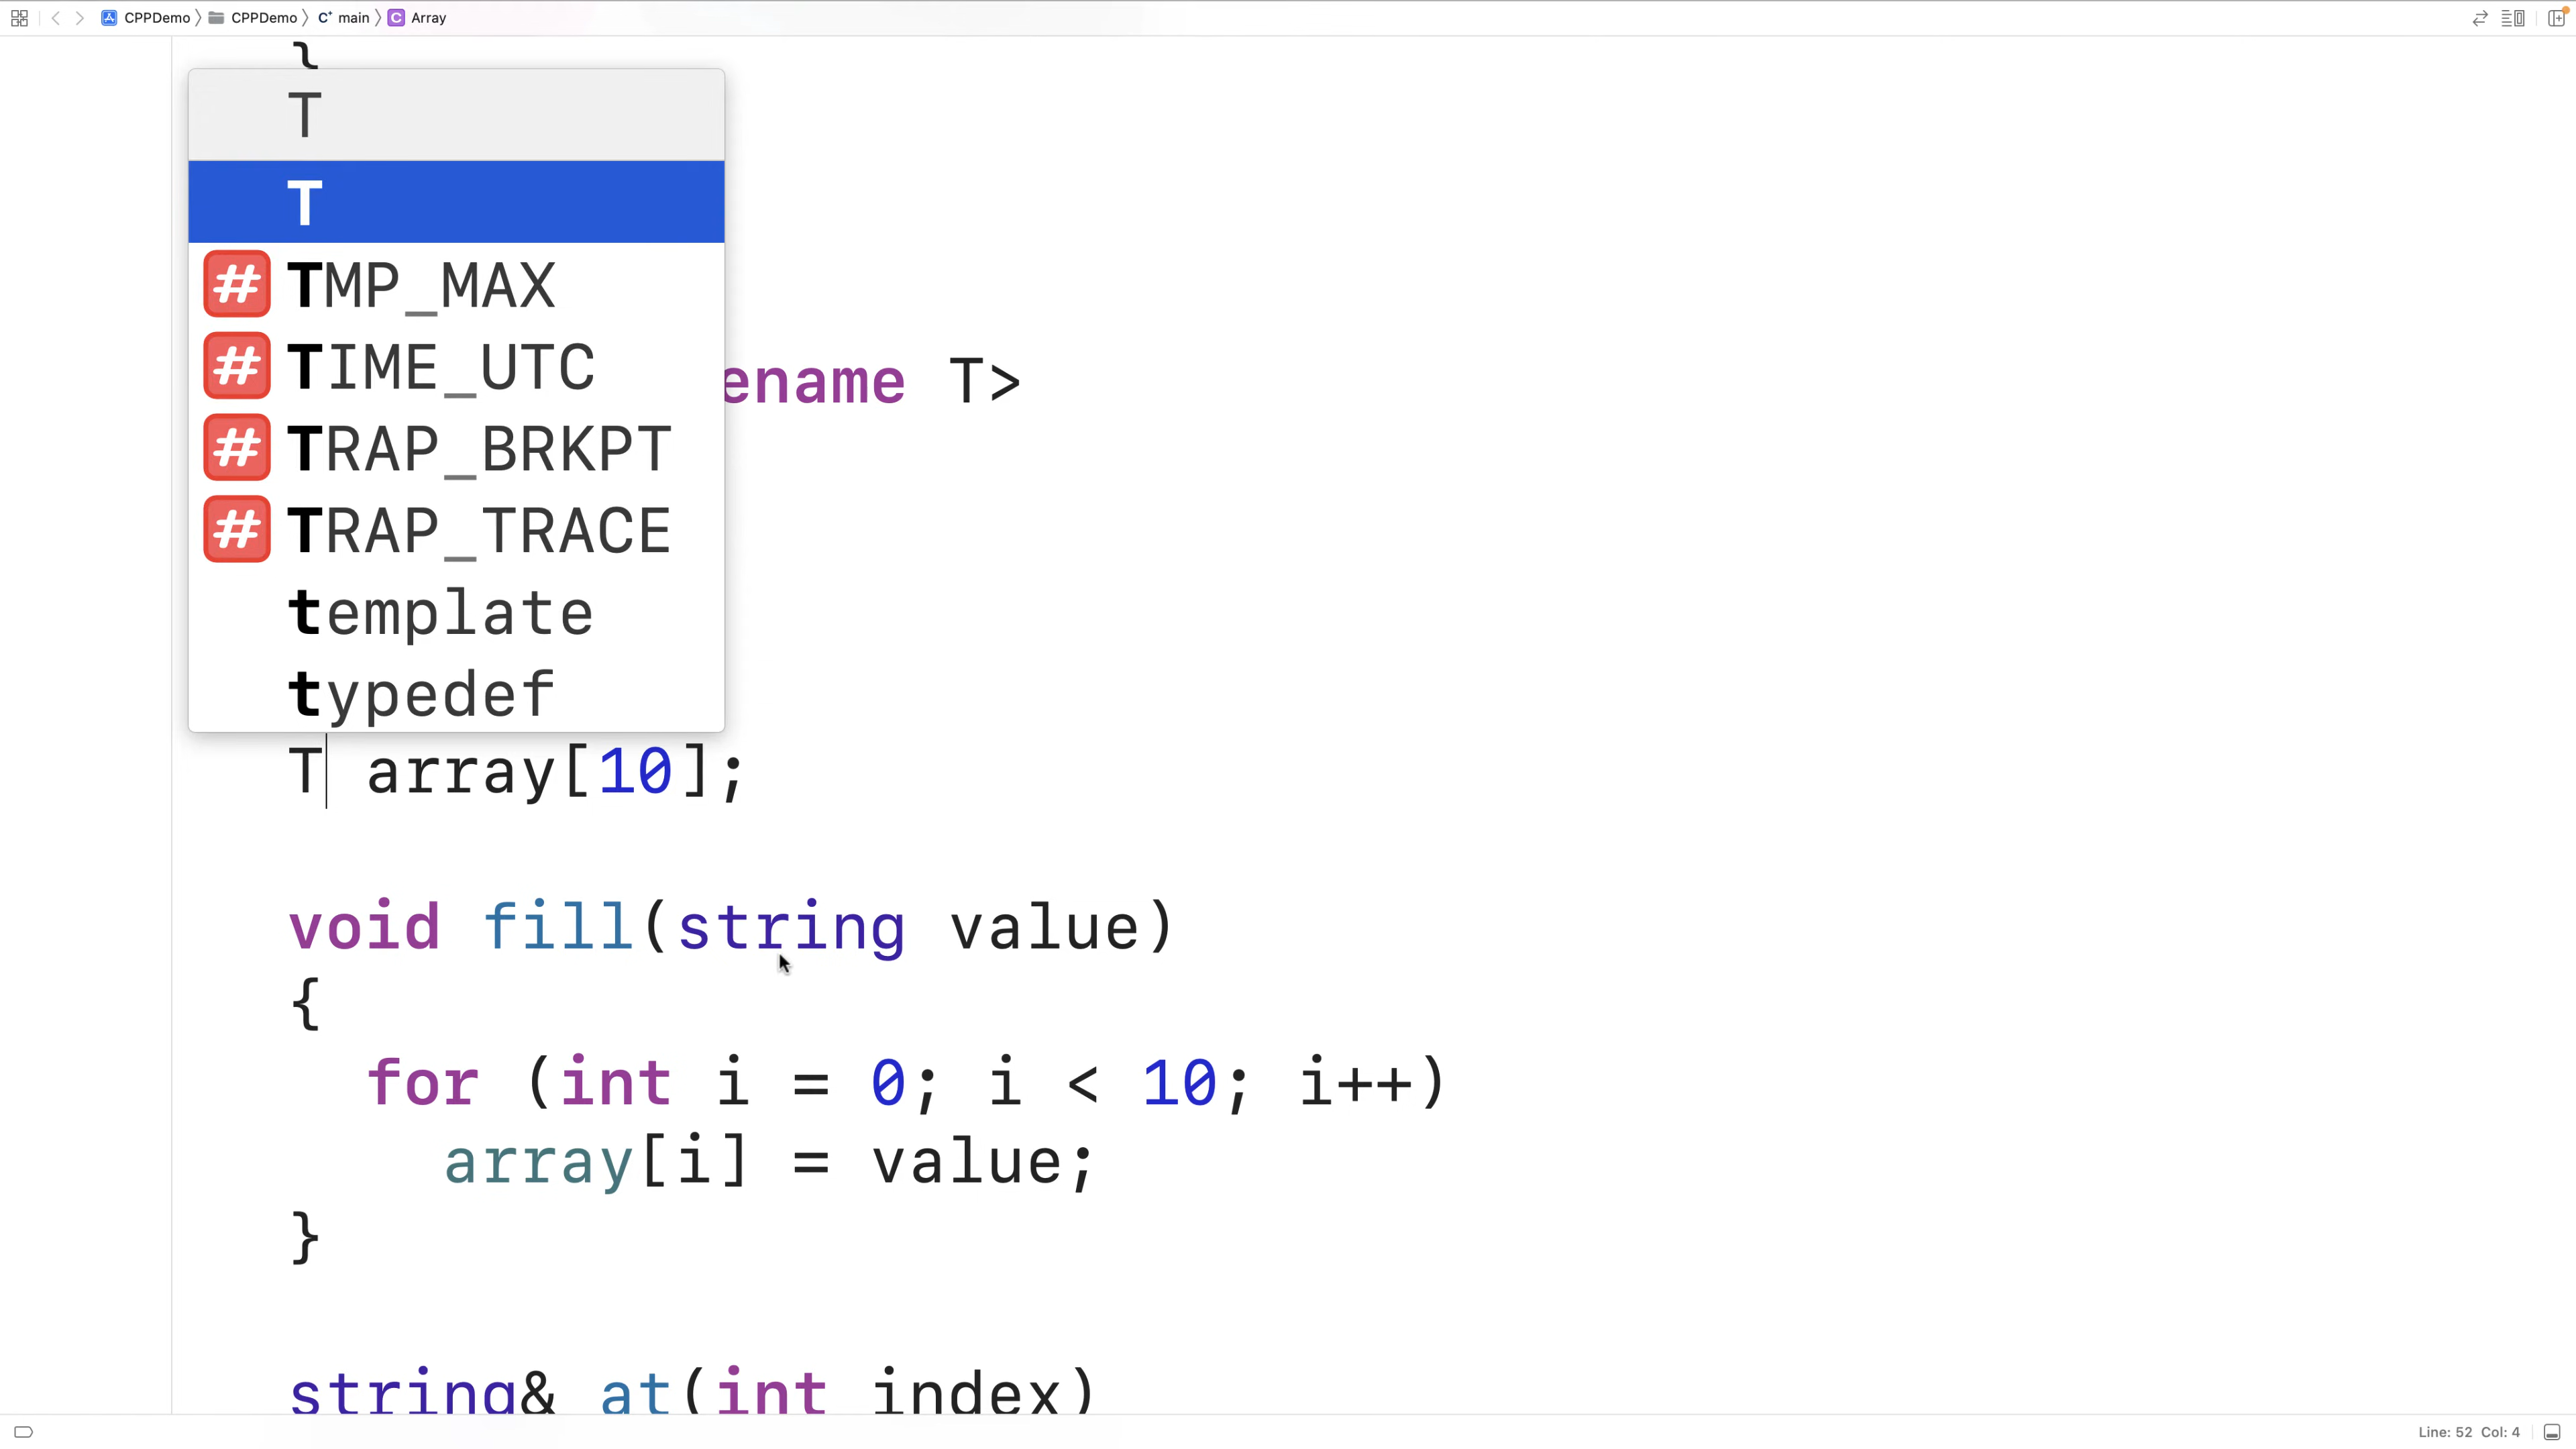 CPPDemo 〉 CPPDemo 〉 C+ main 〉 C Array
}
T
T
# TMP_MAX
ename T>
# TIME_UTC
# TRAP_BRKPT
# TRAP_TRACE
template
typedef
T array[10];
void fill(string value)
{
for (int i = 0; i < 10; i++)
array[i] = value;
}
string& at(int index)
Line: 52 Col: 4